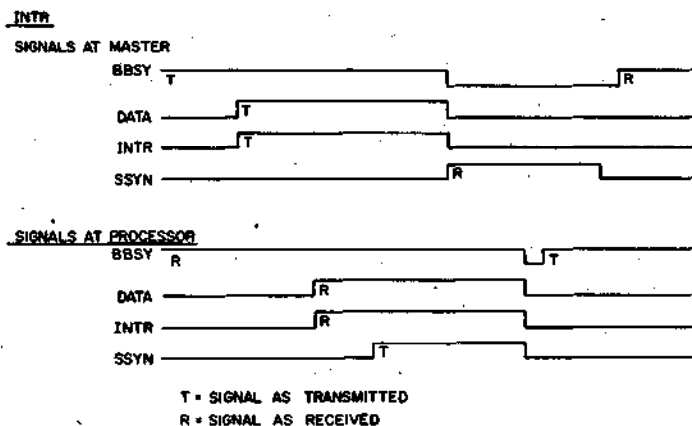 INTR
SIGNALS AT MASTER
BBSY T R
DATA T
INTR T
SSYN R
SIGNALS AT PROCESSOR
BBSY R T
DATA R
INTR R
SSYN T
T = SIGNAL AS TRANSMITTED
R = SIGNAL AS RECEIVED